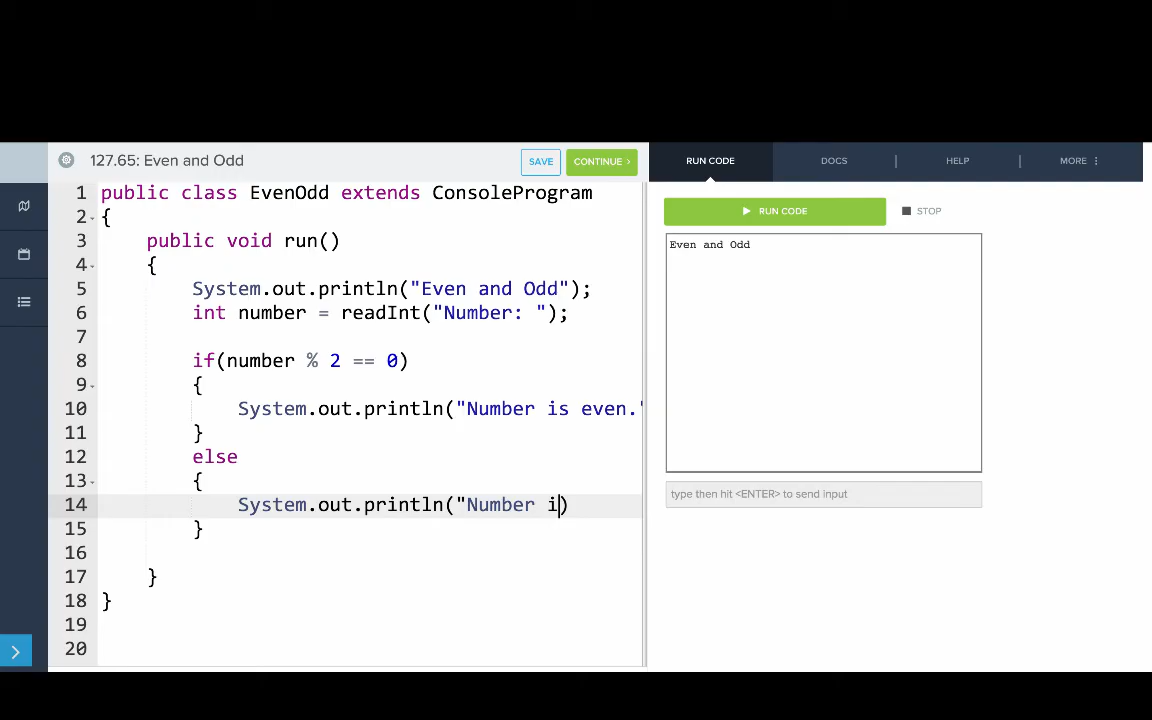 127.65: Even and Odd
SAVE
CONTINUE >
RUN CODE
DOCS
HELP
MORE
1 public class EvenOdd extends ConsoleProgram
2 {
3     public void run()
4     {
5         System.out.println("Even and Odd");
6         int number = readInt("Number: ");
7
8         if(number % 2 == 0)
9         {
10             System.out.println("Number is even."
11         }
12         else
13         {
14             System.out.println("Number i)
15         }
16
17     }
18 }
19
20
RUN CODE
STOP
Even and Odd
type then hit <ENTER> to send input